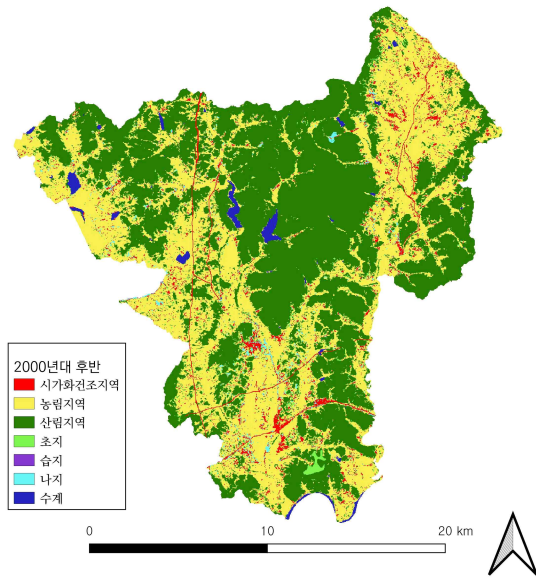 2000년대 후반
시가화건조지역
농림지역
산림지역
초지
습지
나지
수계
0 10 20 km